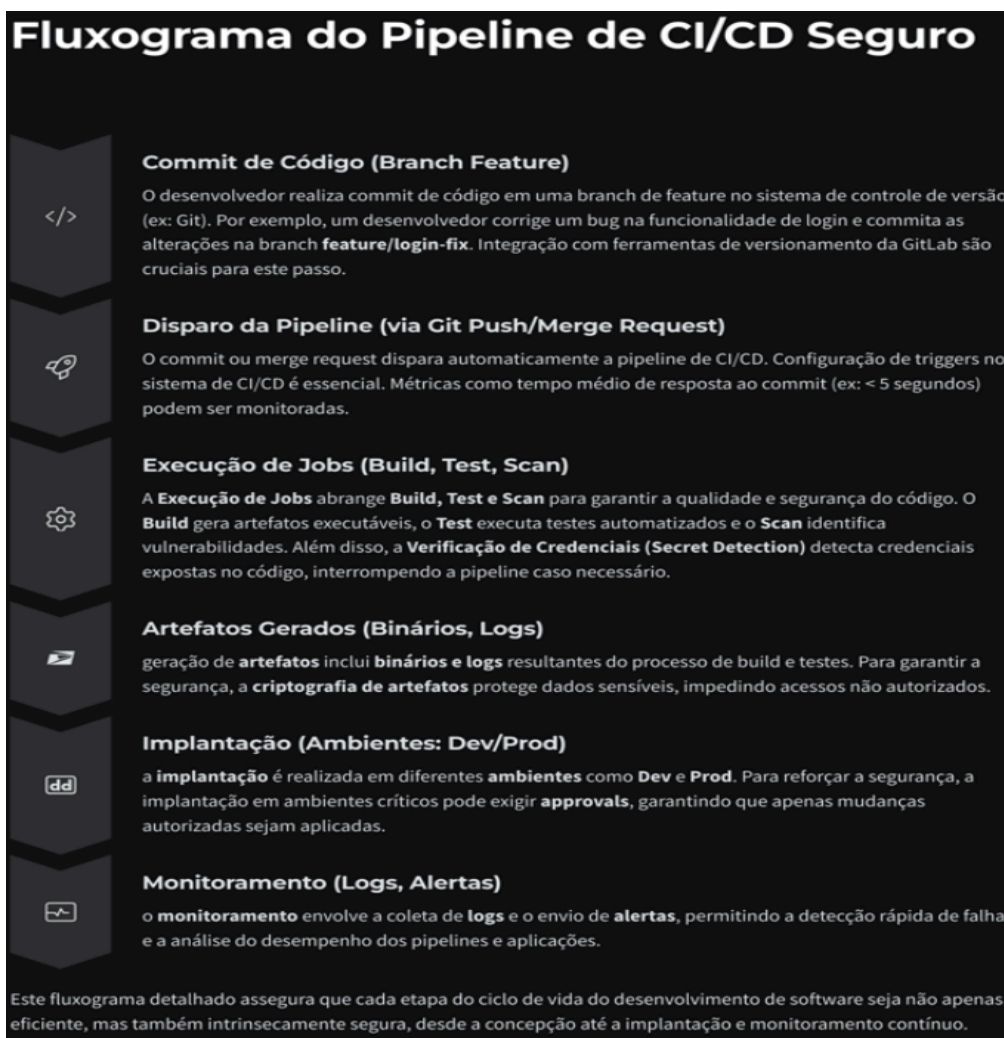 Fluxograma do Pipeline de CI/CD Seguro
</>
Commit de Código (Branch Feature)
O desenvolvedor realiza commit de código em uma branch de feature no sistema de controle de versão
(ex: Git). Por exemplo, um desenvolvedor corrige um bug na funcionalidade de login e commita as
alterações na branch feature/login-fix. Integração com ferramentas de versionamento da GitLab são
cruciais para este passo.
Disparo da Pipeline (via Git Push/Merge Request)
O commit ou merge request dispara automaticamente a pipeline de CI/CD. Configuração de triggers no
sistema de CI/CD é essencial. Métricas como tempo médio de resposta ao commit (ex: < 5 segundos)
podem ser monitoradas.
Execução de Jobs (Build, Test, Scan)
A Execução de Jobs abrange Build, Test e Scan para garantir a qualidade e segurança do código. O
Build gera artefatos executáveis, o Test executa testes automatizados e o Scan identifica
vulnerabilidades. Além disso, a Verificação de Credenciais (Secret Detection) detecta credenciais
expostas no código, interrompendo a pipeline caso necessário.
Artefatos Gerados (Binários, Logs)
geração de artefatos inclui binários e logs resultantes do processo de build e testes. Para garantir a
segurança, a criptografia de artefatos protege dados sensíveis, impedindo acessos não autorizados.
Implantação (Ambientes: Dev/Prod)
dd
a implantação é realizada em diferentes ambientes como Dev e Prod. Para reforçar a segurança, a
implantação em ambientes críticos pode exigir approvals, garantindo que apenas mudanças
autorizadas sejam aplicadas.
Monitoramento (Logs, Alertas)
o monitoramento envolve a coleta de logs e o envio de alertas, permitindo a detecção rápida de falha
e a análise do desempenho dos pipelines e aplicações.
Este fluxograma detalhado assegura que cada etapa do ciclo de vida do desenvolvimento de software seja não apenas
eficiente, mas também intrinsecamente segura, desde a concepção até a implantação e monitoramento contínuo.